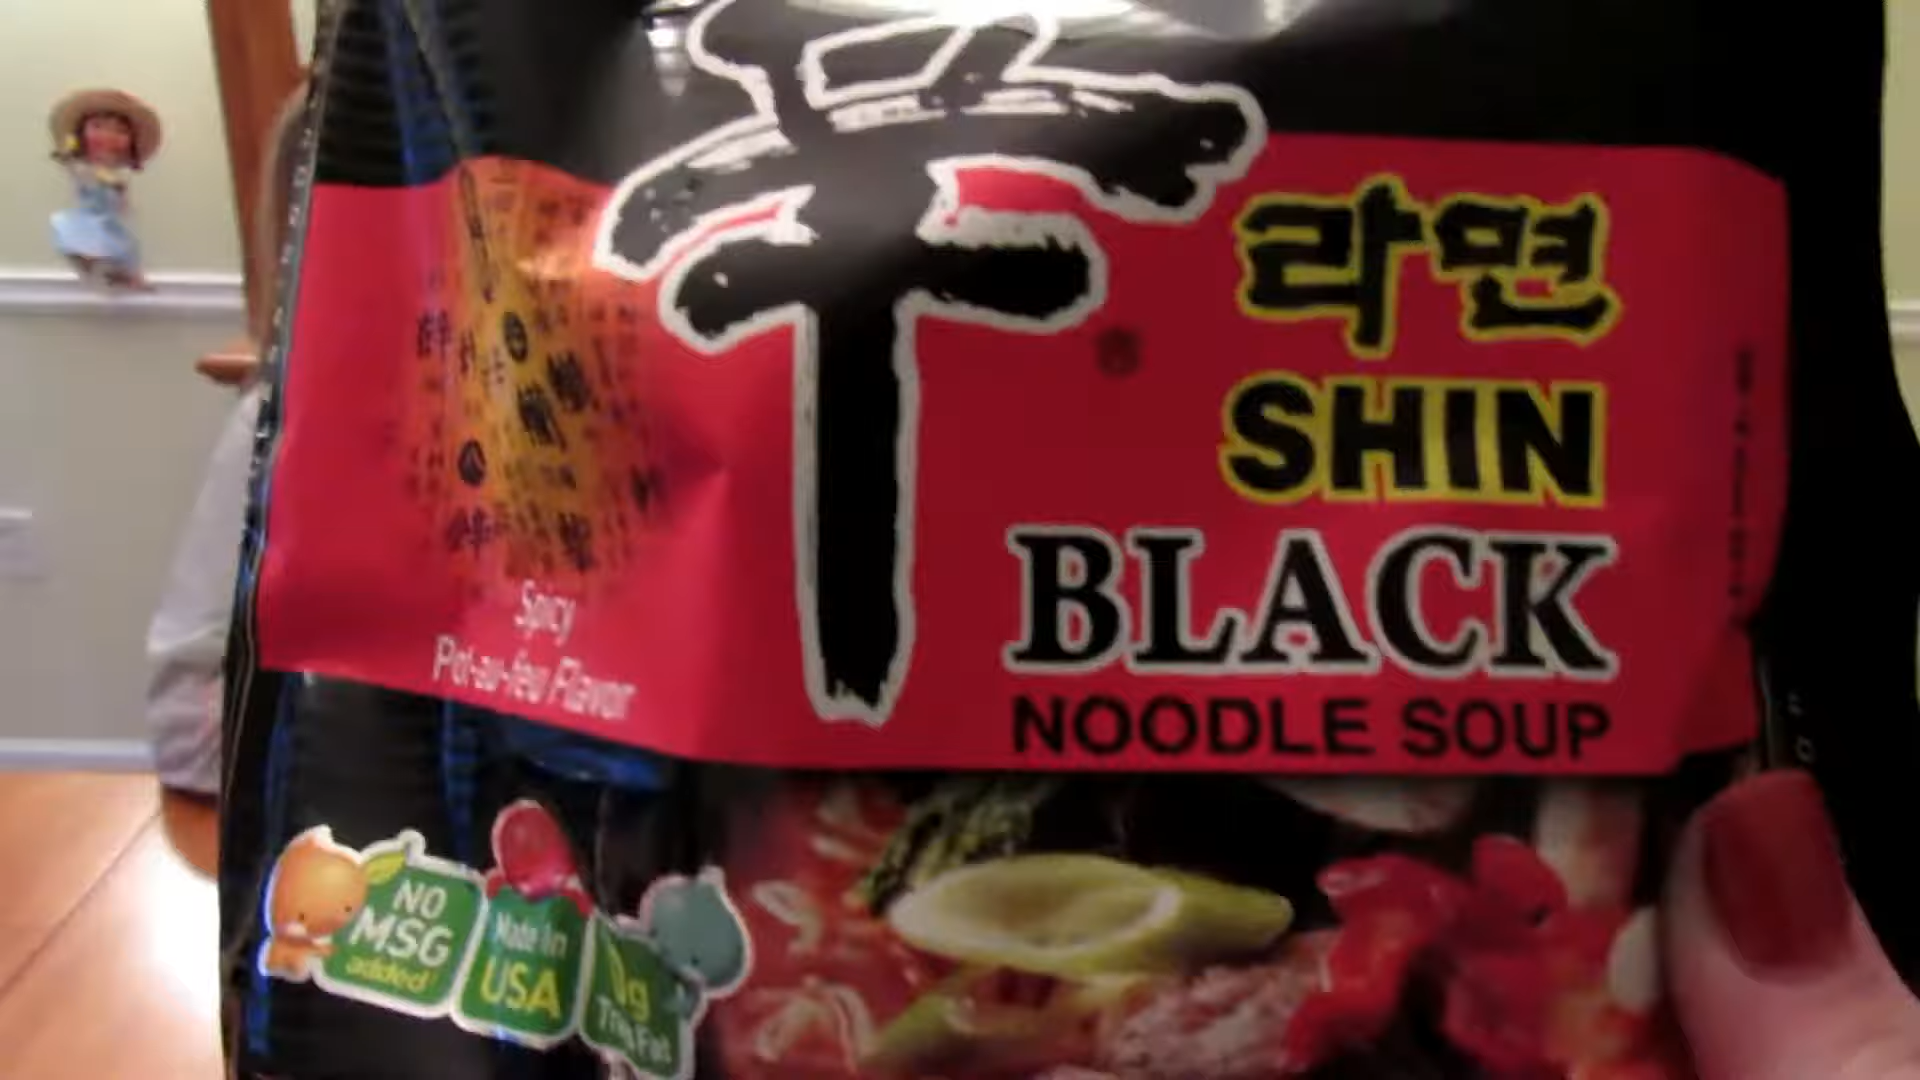 辛
라면
®
SHIN
BLACK
NOODLE SOUP
Spicy
Pot-au-feu Flavor
NO
MSG
added!
Made in
USA
0g
Trans Fat